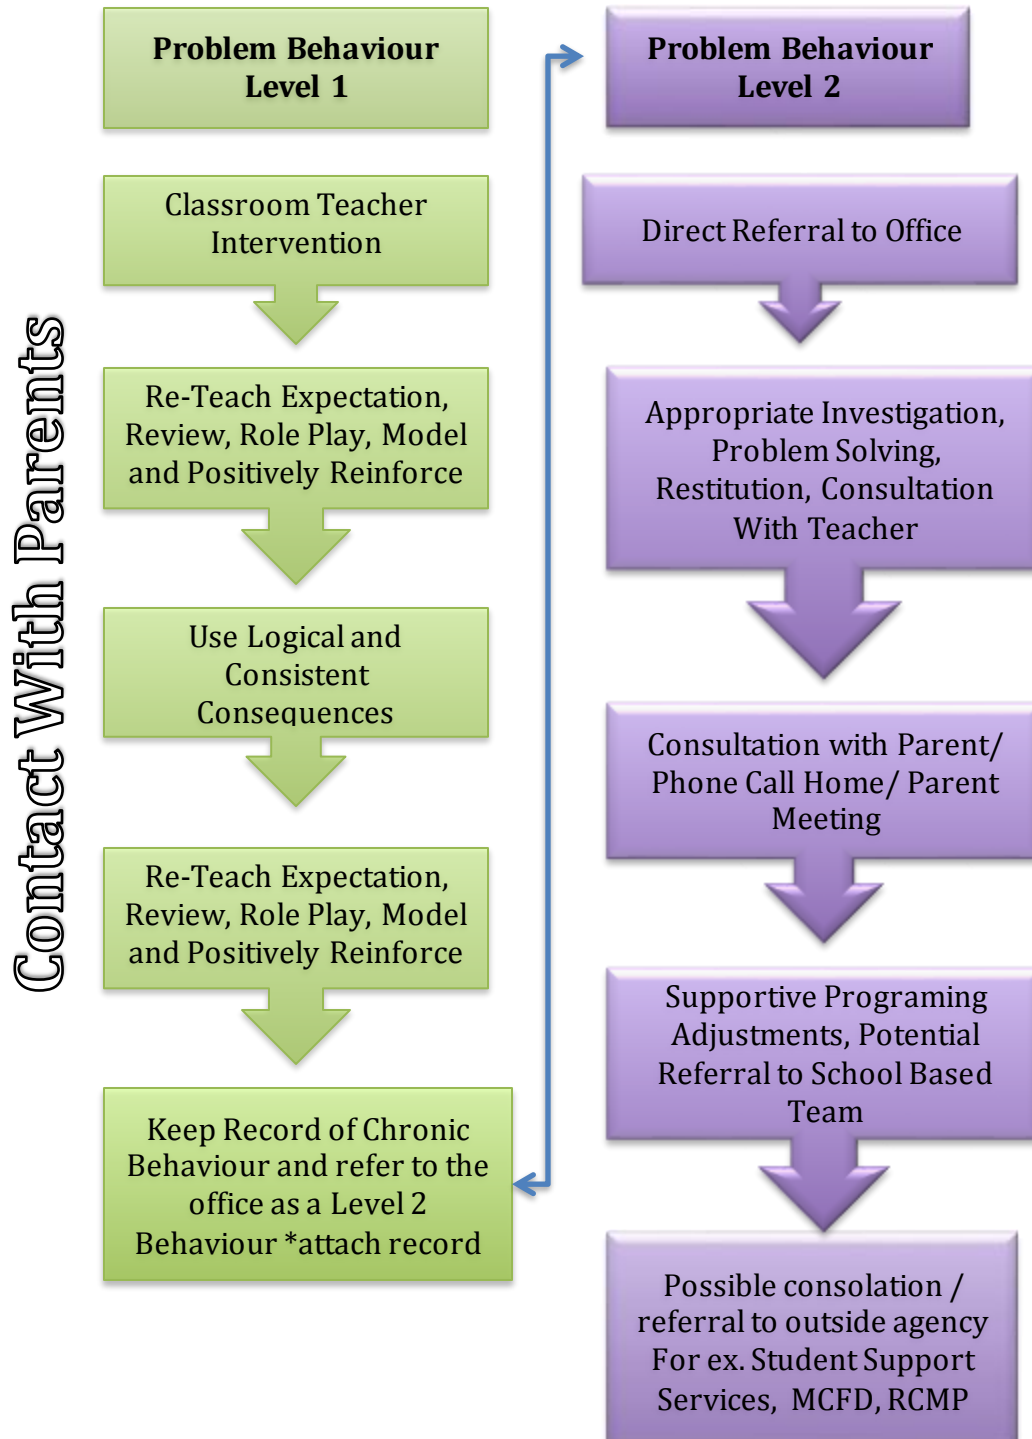 Contact With Parents
Problem Behaviour
Level 1
Classroom Teacher
Intervention
Re-Teach Expectation,
Review, Role Play, Model
and Positively Reinforce
Use Logical and
Consistent
Consequences
Re-Teach Expectation,
Review, Role Play, Model
and Positively Reinforce
Keep Record of Chronic
Behaviour and refer to the
office as a Level 2
Behaviour *attach record
Problem Behaviour
Level 2
Direct Referral to Office
Appropriate Investigation,
Problem Solving,
Restitution, Consultation
With Teacher
Consultation with Parent/
Phone Call Home/ Parent
Meeting
Supportive Programing
Adjustments, Potential
Referral to School Based
Team
Possible consolation /
referral to outside agency
For ex. Student Support
Services, MCFD, RCMP